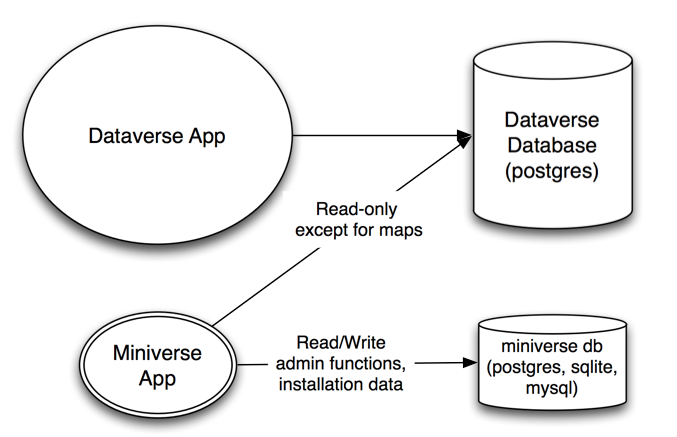 Dataverse App
Dataverse
Database
(postgres)
Read-only
except for maps
Miniverse
App
Read/Write
admin functions,
installation data
miniverse db
(postgres, sqlite,
mysql)